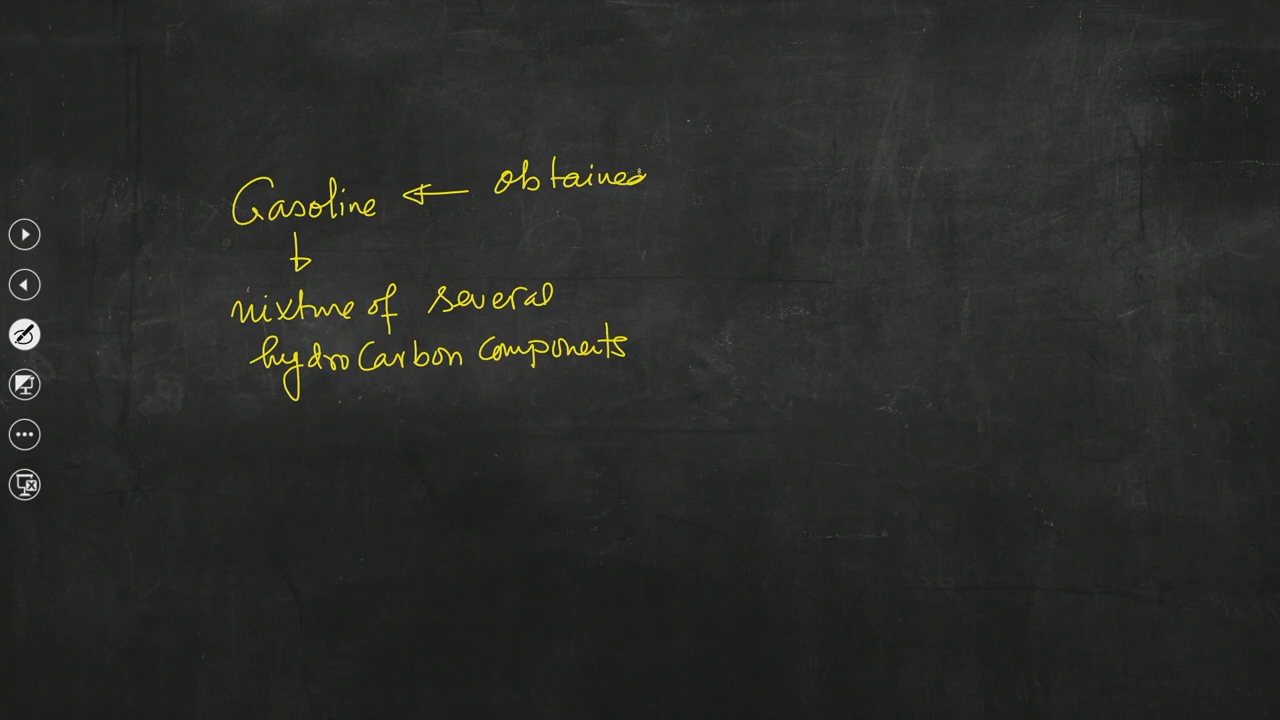 Gasoline ← obtained
↓
mixture of several
hydrocarbon components